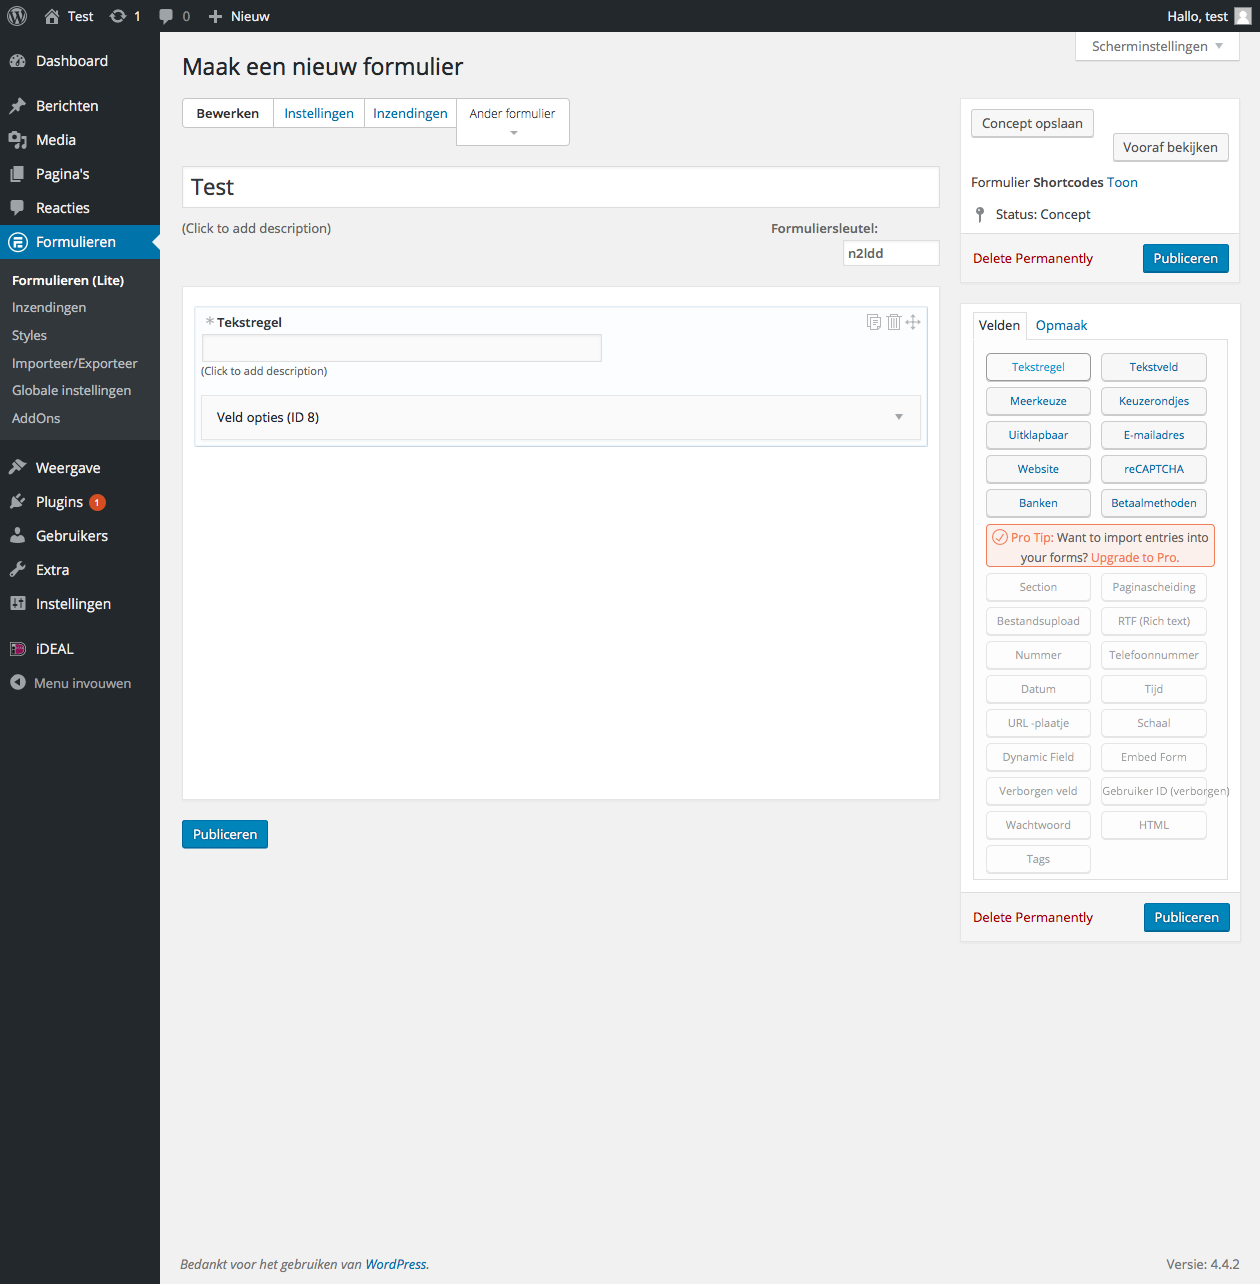 Test
1
0
Nieuw
Hallo, test
Dashboard
Berichten
Media
Pagina's
Reacties
Formulieren
Formulieren (Lite)
Inzendingen
Styles
Importeer/Exporteer
Globale instellingen
AddOns
Weergave
Plugins 1
Gebruikers
Extra
Instellingen
iDEAL
Menu invouwen
Scherminstellingen
Maak een nieuw formulier
Bewerken
Instellingen
Inzendingen
Ander formulier
Test
(Click to add description)
Formuliersleutel:
n2ldd
* Tekstregel
(Click to add description)
Veld opties (ID 8)
Publiceren
Concept opslaan
Vooraf bekijken
Formulier Shortcodes Toon
Status: Concept
Delete Permanently
Publiceren
Velden
Opmaak
Tekstregel
Tekstveld
Meerkeuze
Keuzerondjes
Uitklapbaar
E-mailadres
Website
reCAPTCHA
Banken
Betaalmethoden
Pro Tip: Want to import entries into
your forms? Upgrade to Pro.
Section
Paginascheiding
Bestandsupload
RTF (Rich text)
Nummer
Telefoonnummer
Datum
Tijd
URL -plaatje
Schaal
Dynamic Field
Embed Form
Verborgen veld
Gebruiker ID (verborgen)
Wachtwoord
HTML
Tags
Delete Permanently
Publiceren
Bedankt voor het gebruiken van WordPress.
Versie: 4.4.2